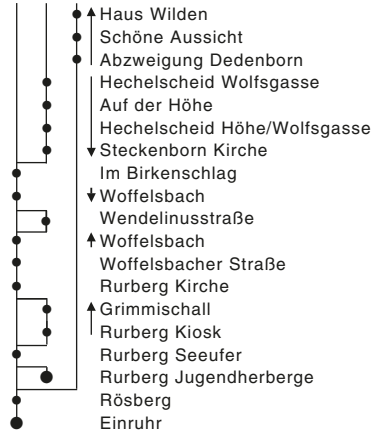 Haus Wilden
Schöne Aussicht
Abzweigung Dedenborn
Hechelscheid Wolfsgasse
Auf der Höhe
Hechelscheid Höhe/Wolfsgasse
Steckenborn Kirche
Im Birkenschlag
Woffelsbach
Wendelinusstraße
Woffelsbach
Woffelsbacher Straße
Rurberg Kirche
Grimmischall
Rurberg Kiosk
Rurberg Seeufer
Rurberg Jugendherberge
Rösberg
Einruhr